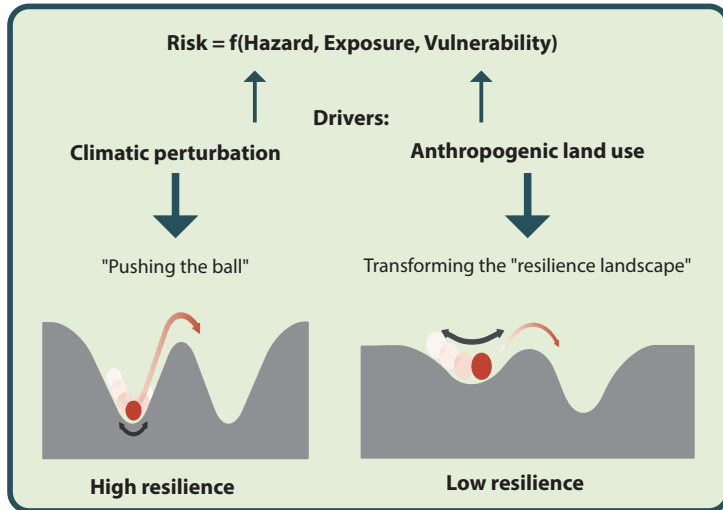 Risk = f(Hazard, Exposure, Vulnerability)
Drivers:
Climatic perturbation
Anthropogenic land use
"Pushing the ball"
Transforming the "resilience landscape"
High resilience
Low resilience